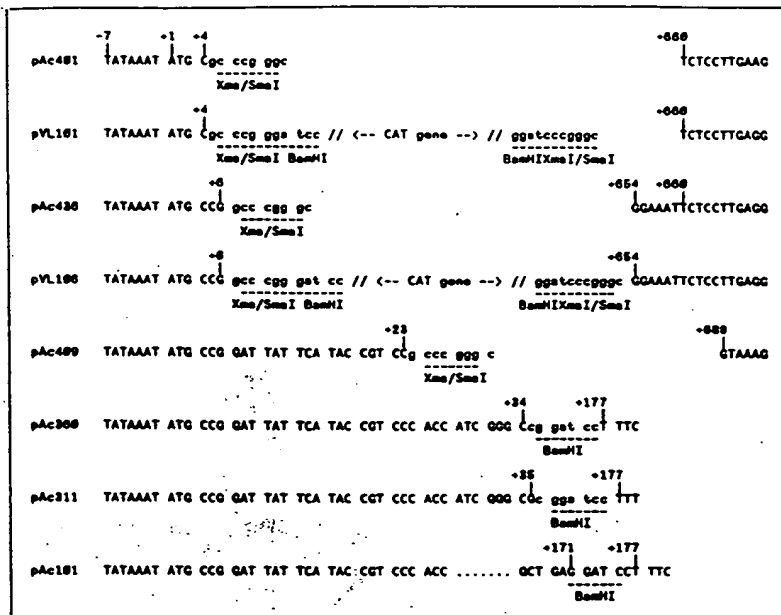 -7 +1 +4 +660
pAc401 TATAAAT ATG Cgc ccg ggc TCTCCTTGAAG
Xma/SmaI
+4 +660
pVL101 TATAAAT ATG Cgc ccg gga tcc // <-- CAT gene --> // ggatcccgggc TCTCCTTGAGG
Xma/SmaI BamHI BamHIXmaI/SmaI
+6 +654 +660
pAc436 TATAAAT ATG CCG gcc cgg gc GGAAATTCTCCTTGAGG
Xma/SmaI
+6 +654
pVL106 TATAAAT ATG CCG gcc cgg gat cc // <-- CAT gene --> // ggatcccgggc GGAAATTCTCCTTGAGG
Xma/SmaI BamHI BamHIXmaI/SmaI
+23 +689
pAc409 TATAAAT ATG CCG GAT TAT TCA TAC CGT CCg ccc ggg c GTAAAG
Xma/SmaI
+34 +177
pAc360 TATAAAT ATG CCG GAT TAT TCA TAC CGT CCC ACC ATC GGG Ccg gat ccT TTC
BamHI
+35 +177
pAc311 TATAAAT ATG CCG GAT TAT TCA TAC CGT CCC ACC ATC GGG CGc gga tcc TTT
BamHI
+171 +177
pAc101 TATAAAT ATG CCG GAT TAT TCA TAC CGT CCC ACC ....... GCT GAG GAT CCT TTC
BamHI